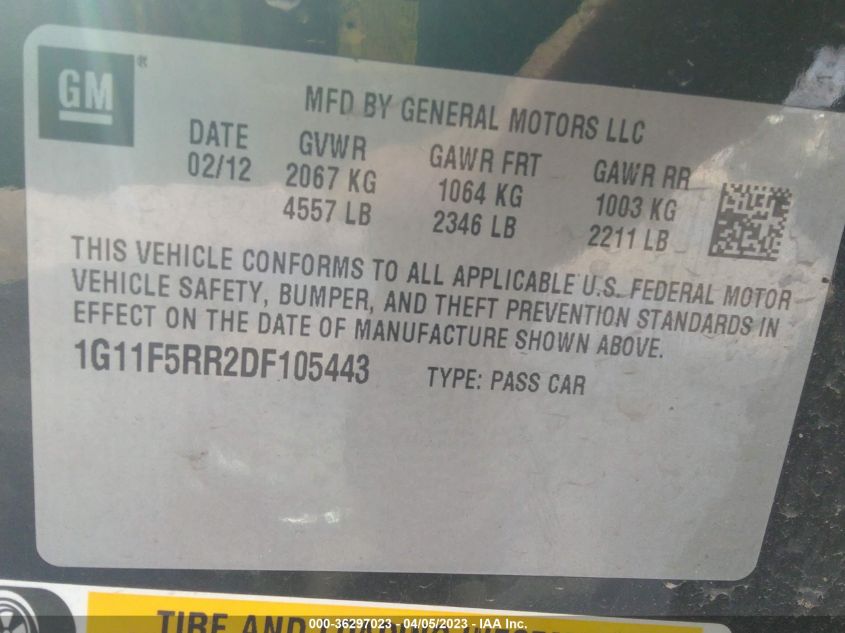 GM®
MFD BY GENERAL MOTORS LLC
DATE GVWR GAWR FRT GAWR RR
02/12 2067 KG 1064 KG 1003 KG
4557 LB 2346 LB 2211 LB
THIS VEHICLE CONFORMS TO ALL APPLICABLE U.S. FEDERAL MOTOR
VEHICLE SAFETY, BUMPER, AND THEFT PREVENTION STANDARDS IN
EFFECT ON THE DATE OF MANUFACTURE SHOWN ABOVE.
1G11F5RR2DF105443 TYPE: PASS CAR
TIRE AND
000-36297023 - 04/05/2023 - IAA Inc.